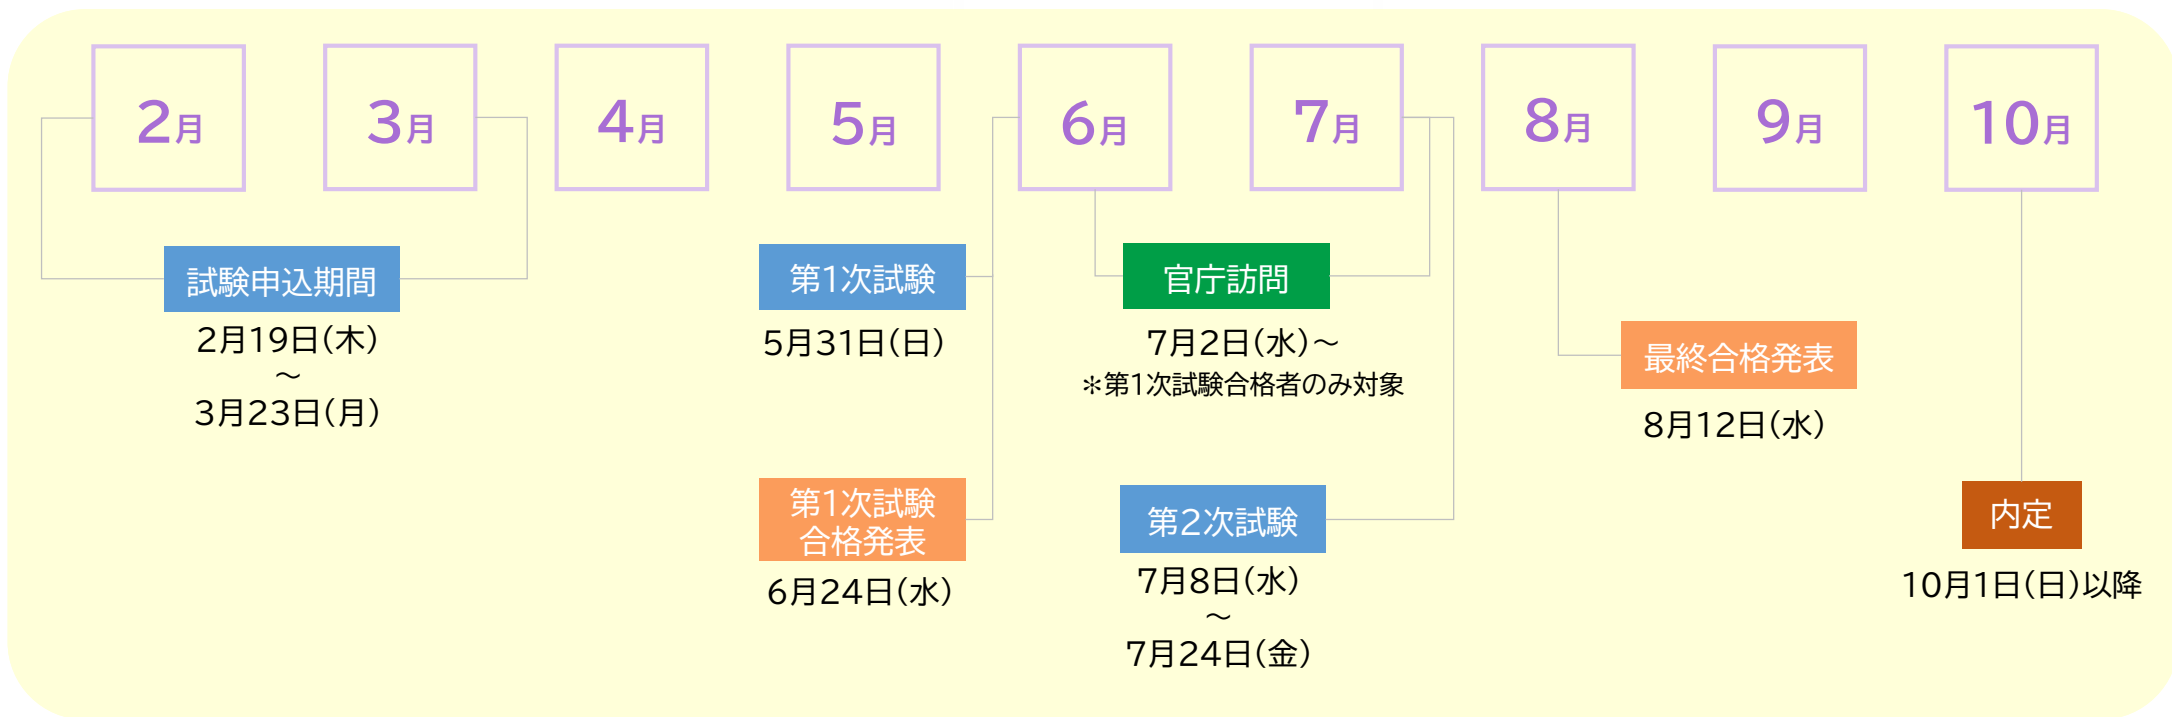 2月
3月
4月
5月
6月
7月
8月
9月
10月
試験申込期間
2月19日(木)
～
3月23日(月)
第1次試験
5月31日(日)
第1次試験
合格発表
6月24日(水)
官庁訪問
7月2日(水)～
＊第1次試験合格者のみ対象
第2次試験
7月8日(水)
～
7月24日(金)
最終合格発表
8月12日(水)
内定
10月1日(日)以降